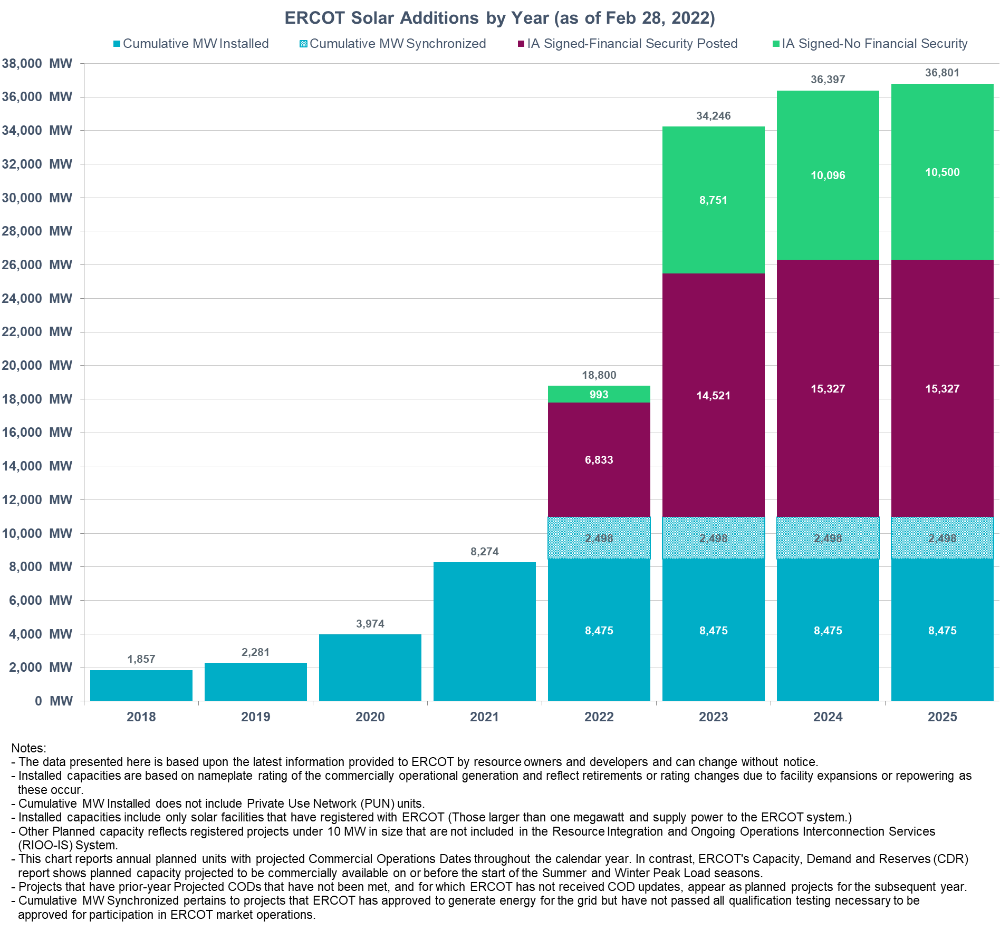 ERCOT Solar Additions by Year (as of Feb 28, 2022)
Cumulative MW Installed
Cumulative MW Synchronized
IA Signed-Financial Security Posted
IA Signed-No Financial Security
38,000 MW
36,000 MW
34,000 MW
32,000 MW
30,000 MW
28,000 MW
26,000 MW
24,000 MW
22,000 MW
20,000 MW
18,000 MW
16,000 MW
14,000 MW
12,000 MW
10,000 MW
8,000 MW
6,000 MW
4,000 MW
2,000 MW
0 MW
1,857
2,281
3,974
8,274
18,800
993
6,833
2,498
8,475
34,246
8,751
14,521
2,498
8,475
36,397
10,096
15,327
2,498
8,475
36,801
10,500
15,327
2,498
8,475
2018
2019
2020
2021
2022
2023
2024
2025
Notes:
- The data presented here is based upon the latest information provided to ERCOT by resource owners and developers and can change without notice.
- Installed capacities are based on nameplate rating of the commercially operational generation and reflect retirements or rating changes due to facility expansions or repowering as
these occur.
- Cumulative MW Installed does not include Private Use Network (PUN) units.
- Installed capacities include only solar facilities that have registered with ERCOT (Those larger than one megawatt and supply power to the ERCOT system.)
- Other Planned capacity reflects registered projects under 10 MW in size that are not included in the Resource Integration and Ongoing Operations Interconnection Services
(RIOO-IS) System.
- This chart reports annual planned units with projected Commercial Operations Dates throughout the calendar year. In contrast, ERCOT's Capacity, Demand and Reserves (CDR)
report shows planned capacity projected to be commercially available on or before the start of the Summer and Winter Peak Load seasons.
- Projects that have prior-year Projected CODs that have not been met, and for which ERCOT has not received COD updates, appear as planned projects for the subsequent year.
- Cumulative MW Synchronized pertains to projects that ERCOT has approved to generate energy for the grid but have not passed all qualification testing necessary to be
approved for participation in ERCOT market operations.